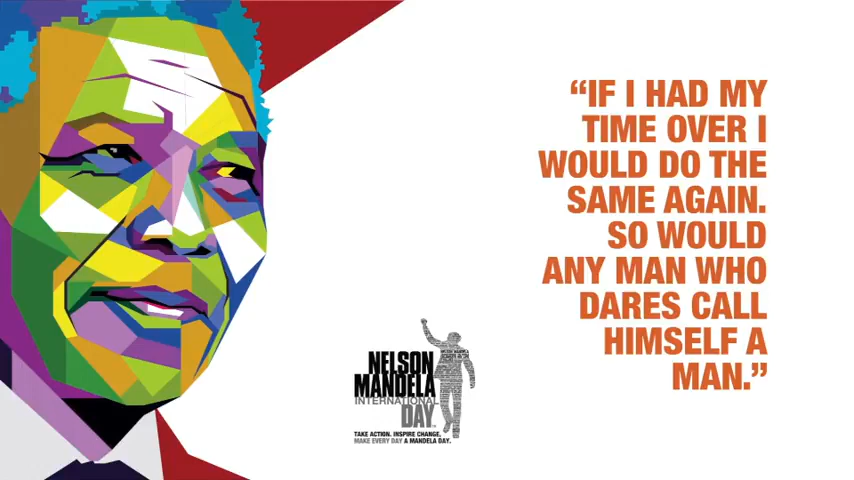 “IF I HAD MY
TIME OVER I
WOULD DO THE
SAME AGAIN.
SO WOULD
ANY MAN WHO
DARES CALL
HIMSELF A
MAN.”
NELSON
MANDELA
INTERNATIONAL
DAY
TAKE ACTION. INSPIRE CHANGE.
MAKE EVERY DAY A MANDELA DAY.